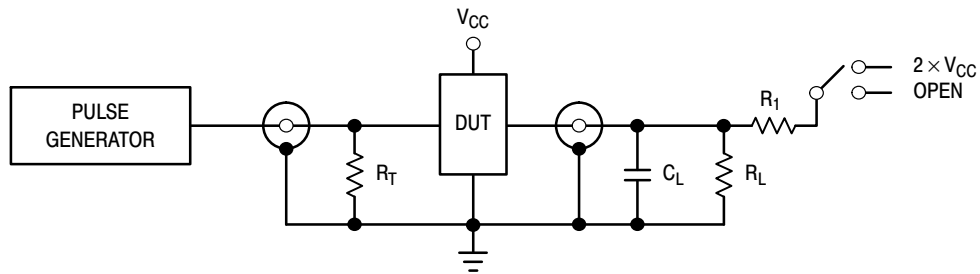 V_CC
2 × V_CC
OPEN
PULSE
GENERATOR
DUT
R_1
R_T
C_L
R_L